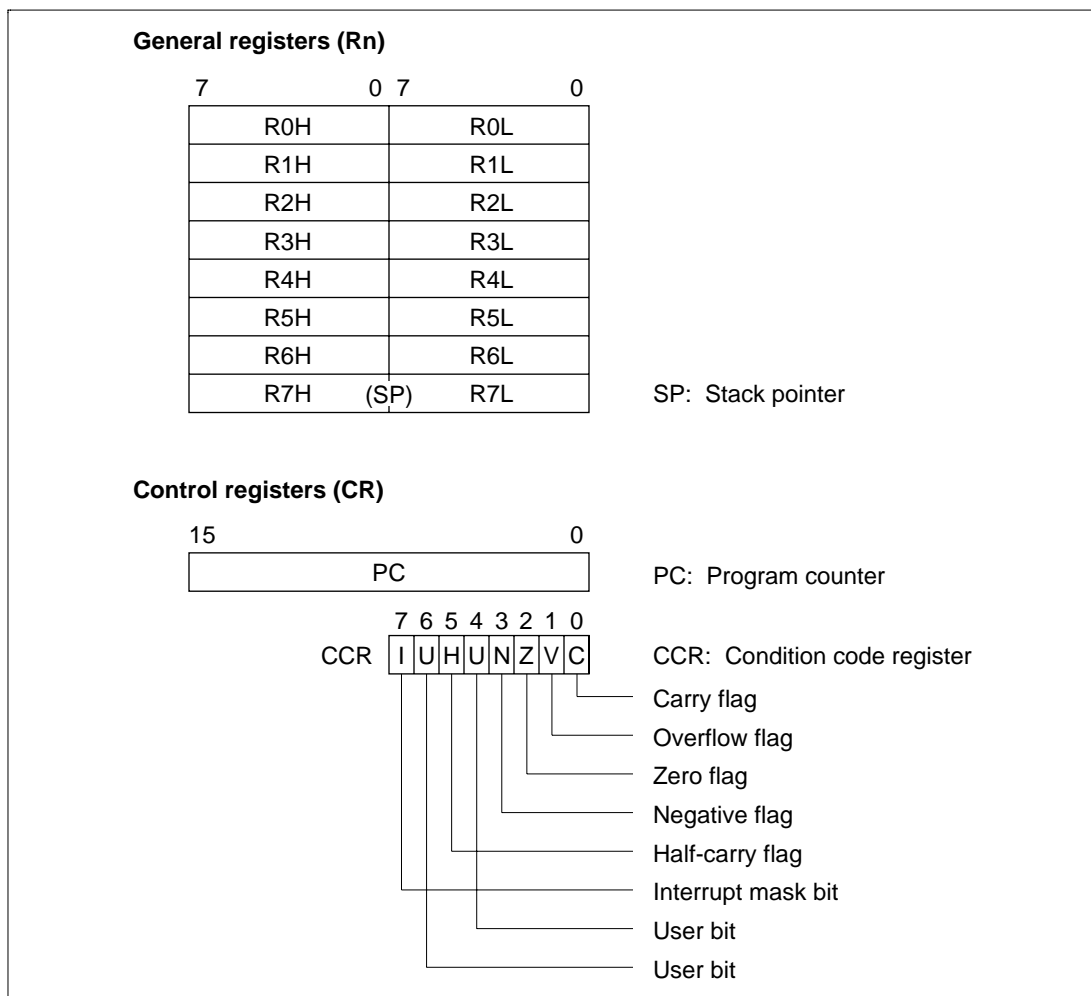 General registers (Rn)
7 0 7 0
R0H R0L
R1H R1L
R2H R2L
R3H R3L
R4H R4L
R5H R5L
R6H R6L
R7H (SP) R7L SP: Stack pointer
Control registers (CR)
15 0
PC PC: Program counter
7 6 5 4 3 2 1 0
CCR I U H U N Z V C CCR: Condition code register
Carry flag
Overflow flag
Zero flag
Negative flag
Half-carry flag
Interrupt mask bit
User bit
User bit